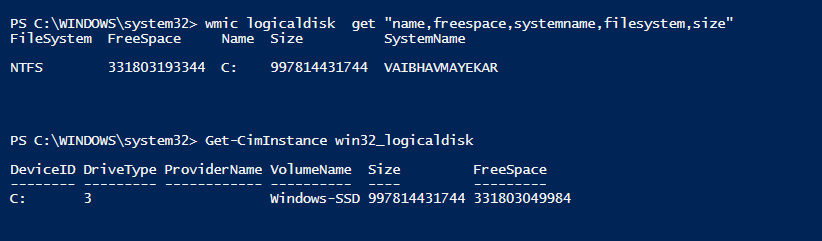 PS C:\WINDOWS\system32> wmic logicaldisk  get "name,freespace,systemname,filesystem,size"
FileSystem  FreeSpace     Name  Size          SystemName
NTFS        331803193344  C:    997814431744  VAIBHAVMAYEKAR
PS C:\WINDOWS\system32> Get-CimInstance win32_logicaldisk
DeviceID DriveType ProviderName VolumeName  Size         FreeSpace
-------- --------- ------------ ----------  ----         ---------
C:       3                      Windows-SSD 997814431744 331803049984